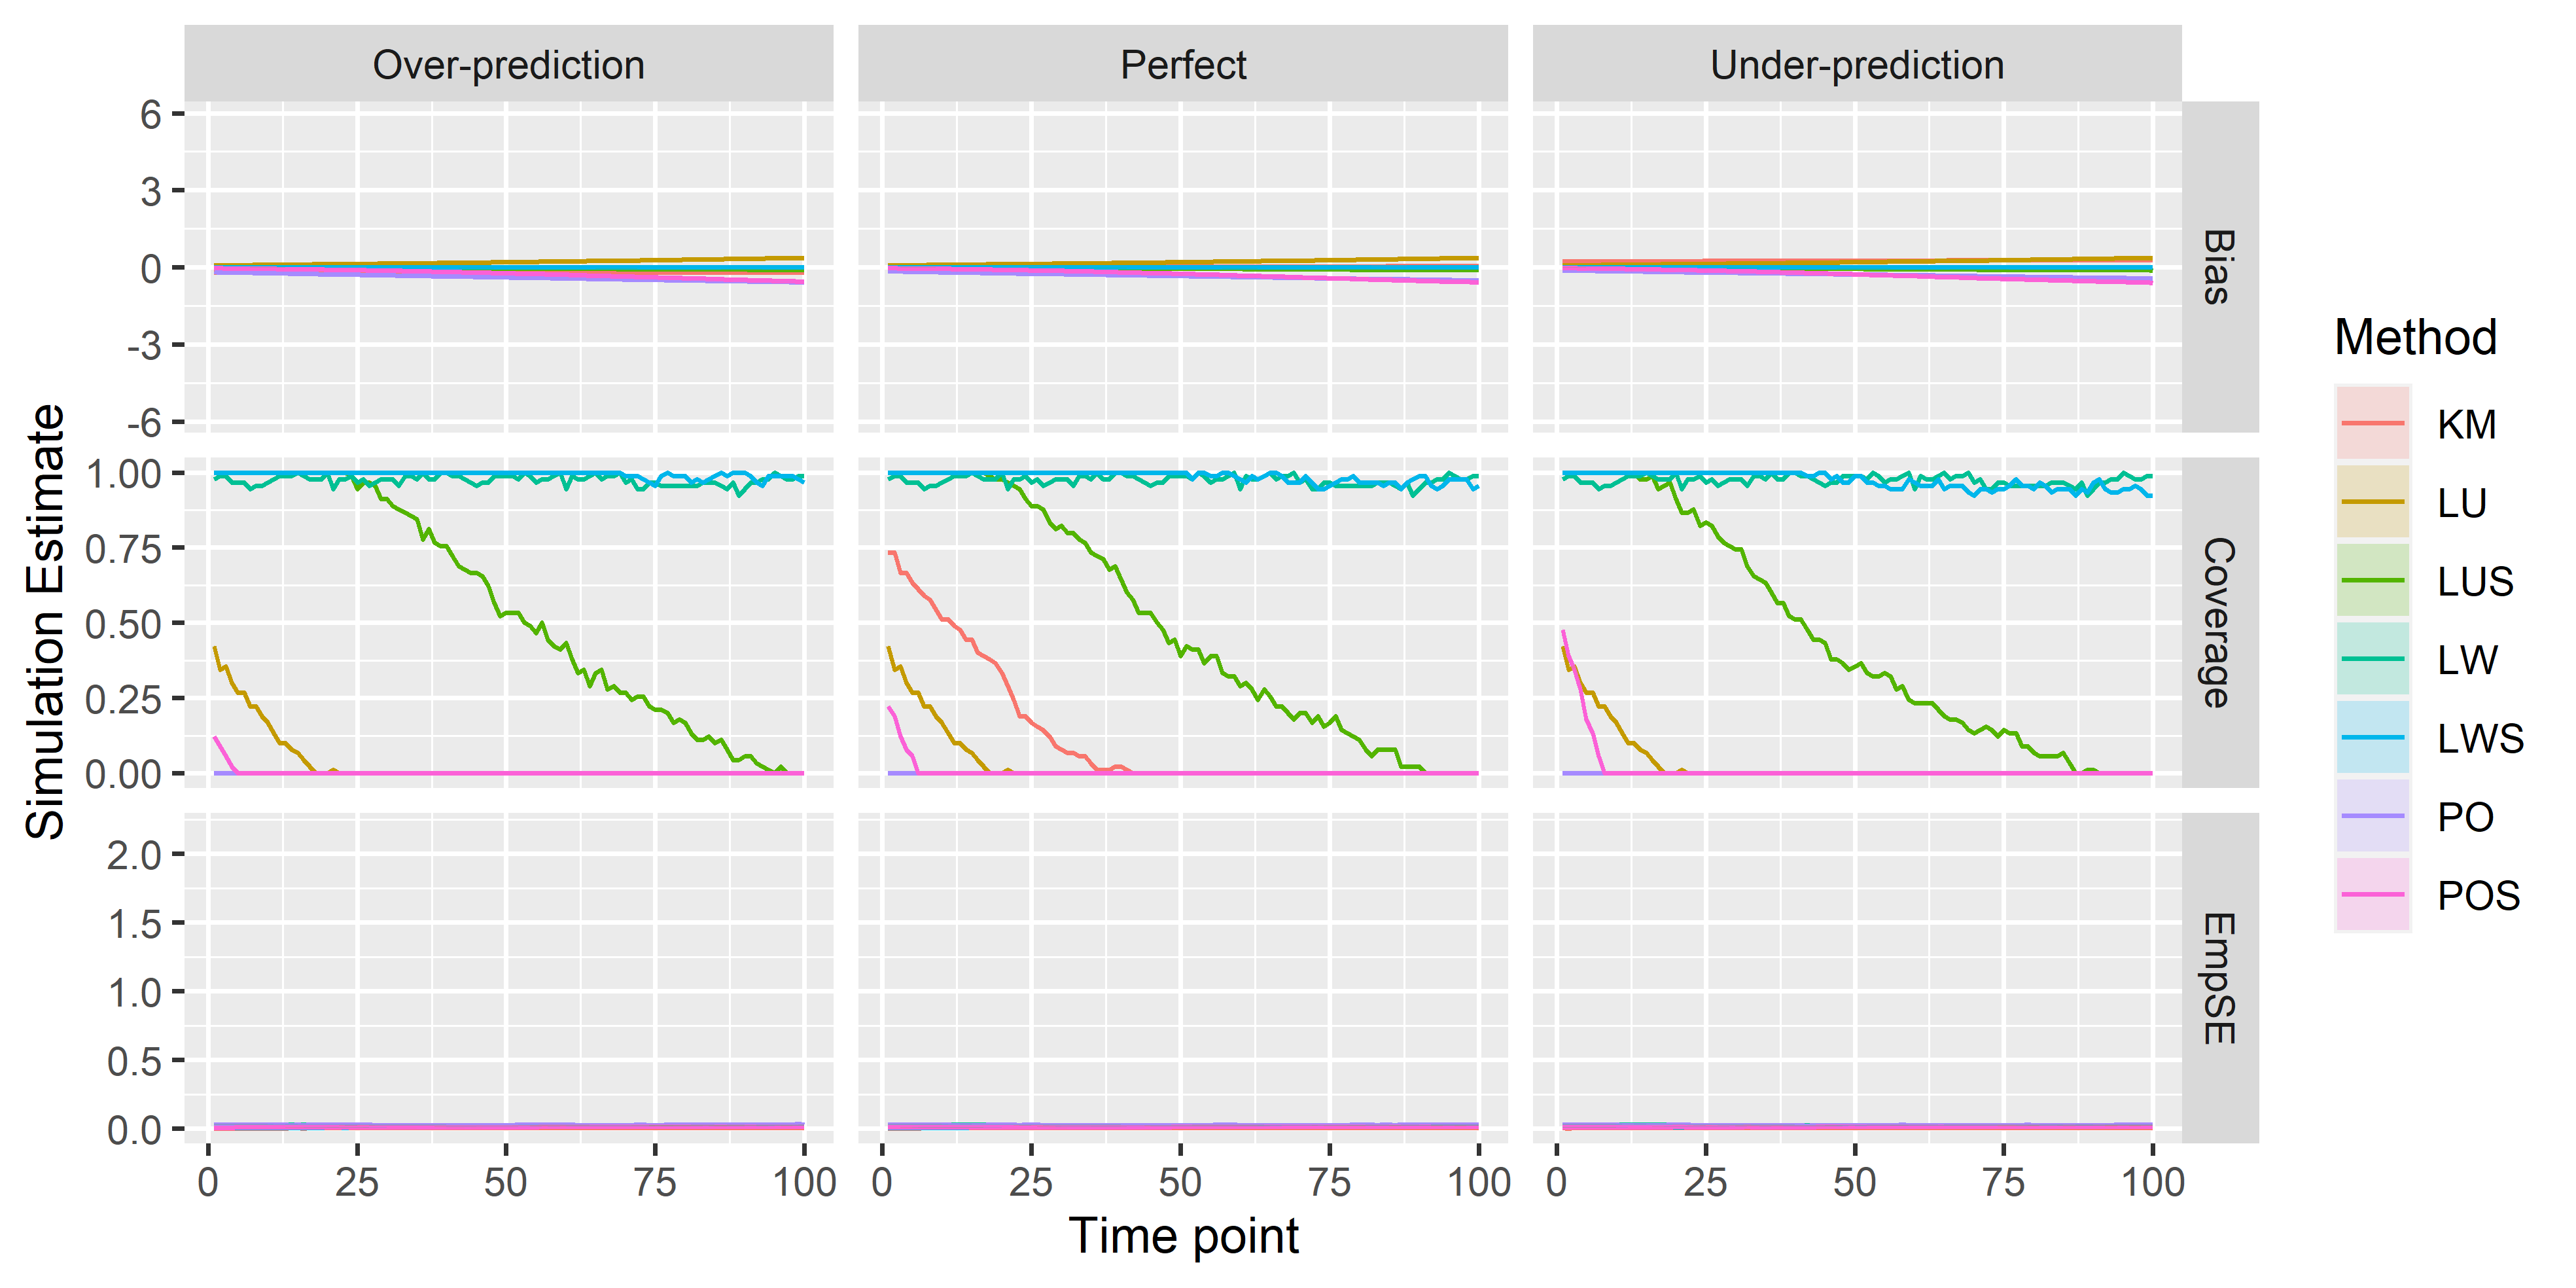 Over-prediction Perfect Under-prediction
6
3
0
-3
-6
Bias
1.00
0.75
0.50
0.25
0.00
Coverage
2.0
1.5
1.0
0.5
0.0
EmpSE
0 25 50 75 100 0 25 50 75 100 0 25 50 75 100
Time point
Simulation Estimate
Method
KM
LU
LUS
LW
LWS
PO
POS